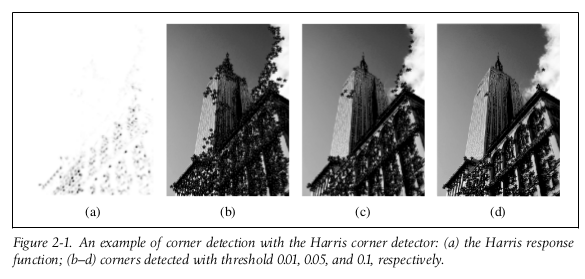 (a)
(b)
(c)
(d)
Figure 2-1. An example of corner detection with the Harris corner detector: (a) the Harris response
function; (b–d) corners detected with threshold 0.01, 0.05, and 0.1, respectively.